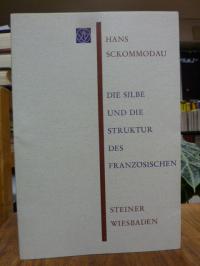 HANS
SCKOMMODAU
DIE SILBE
UND DIE
STRUKTUR
DES
FRANZÖSISCHEN
STEINER
WIESBADEN